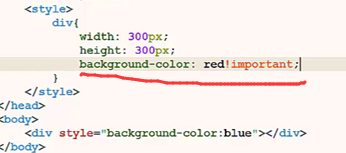 <style>
div{
width: 300px;
height: 300px;
background-color: red!important;
}
</style>
</head>
<body>
<div style="background-color:blue"></div>
</body>